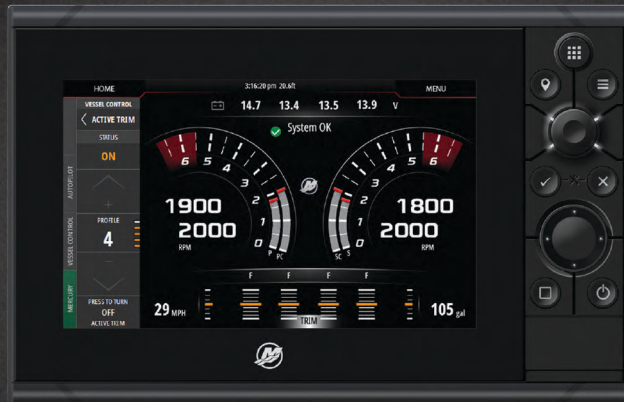 HOME
3:16:20 pm 20.6ft
MENU
VESSEL CONTROL
ACTIVE TRIM
14.7 13.4 13.5 13.9 V
STATUS
ON
System OK
AUTOPILOT
VESSEL CONTROL
MERCURY
+
PROFILE
4
−
PRESS TO TURN
OFF
ACTIVE TRIM
6 5 4 3 2 1 0
1900
2000
RPM
P PC
6 5 4 3 2 1 0
1800
2000
RPM
SC S
F F F F
29 MPH
TRIM
105 gal